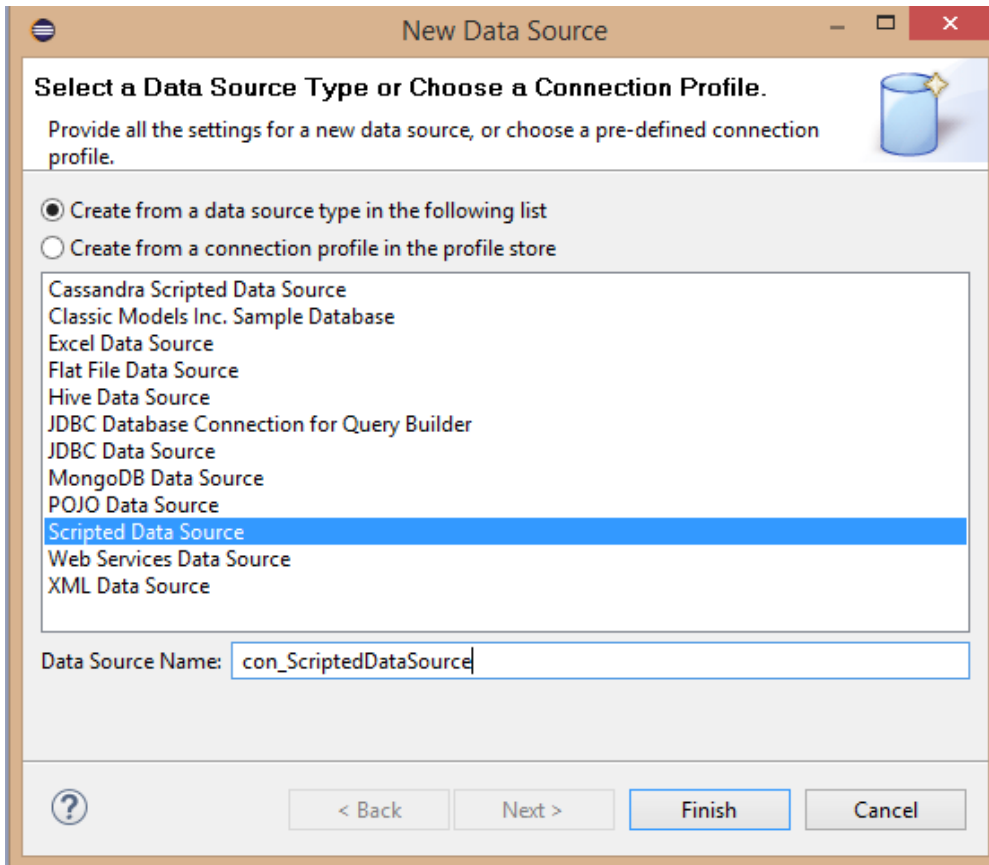 New Data Source
Select a Data Source Type or Choose a Connection Profile.
Provide all the settings for a new data source, or choose a pre-defined connection
profile.
Create from a data source type in the following list
Create from a connection profile in the profile store
Cassandra Scripted Data Source
Classic Models Inc. Sample Database
Excel Data Source
Flat File Data Source
Hive Data Source
JDBC Database Connection for Query Builder
JDBC Data Source
MongoDB Data Source
POJO Data Source
Scripted Data Source
Web Services Data Source
XML Data Source
Data Source Name: con_ScriptedDataSource
? < Back Next > Finish Cancel